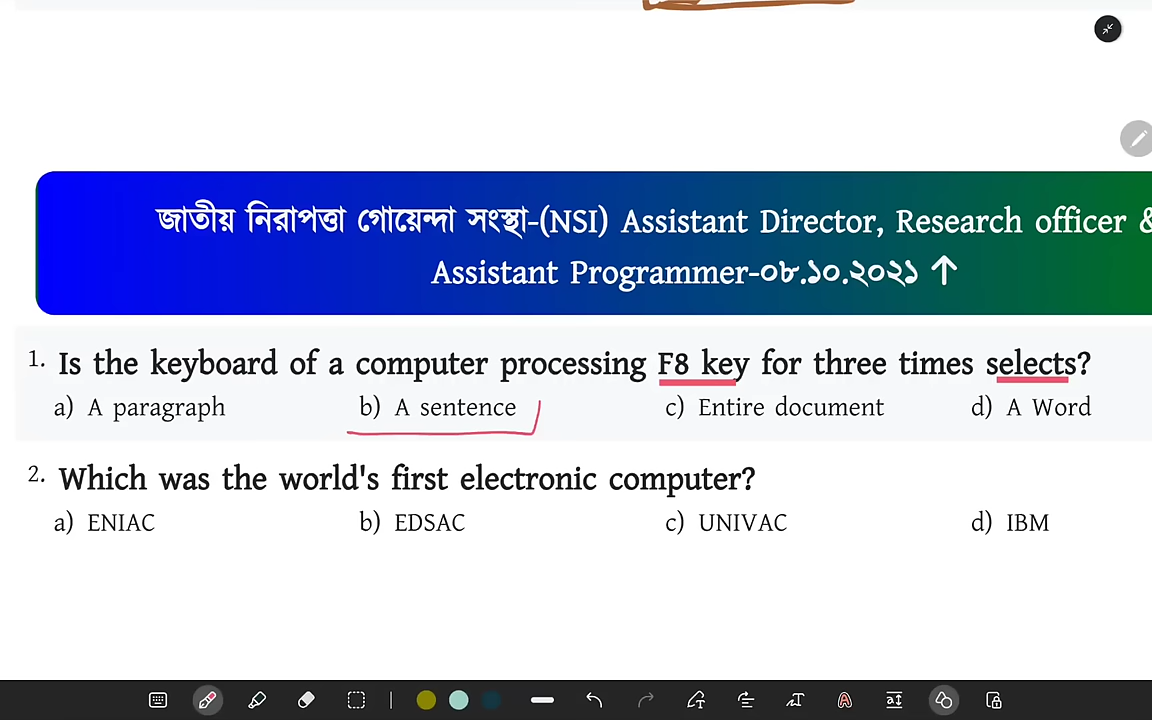 জাতীয় নিরাপত্তা গোয়েন্দা সংস্থা-(NSI) Assistant Director, Research officer &
Assistant Programmer-০৮.১০.২০২১ ↑
1. Is the keyboard of a computer processing F8 key for three times selects?
a) A paragraph b) A sentence c) Entire document d) A Word
2. Which was the world's first electronic computer?
a) ENIAC b) EDSAC c) UNIVAC d) IBM